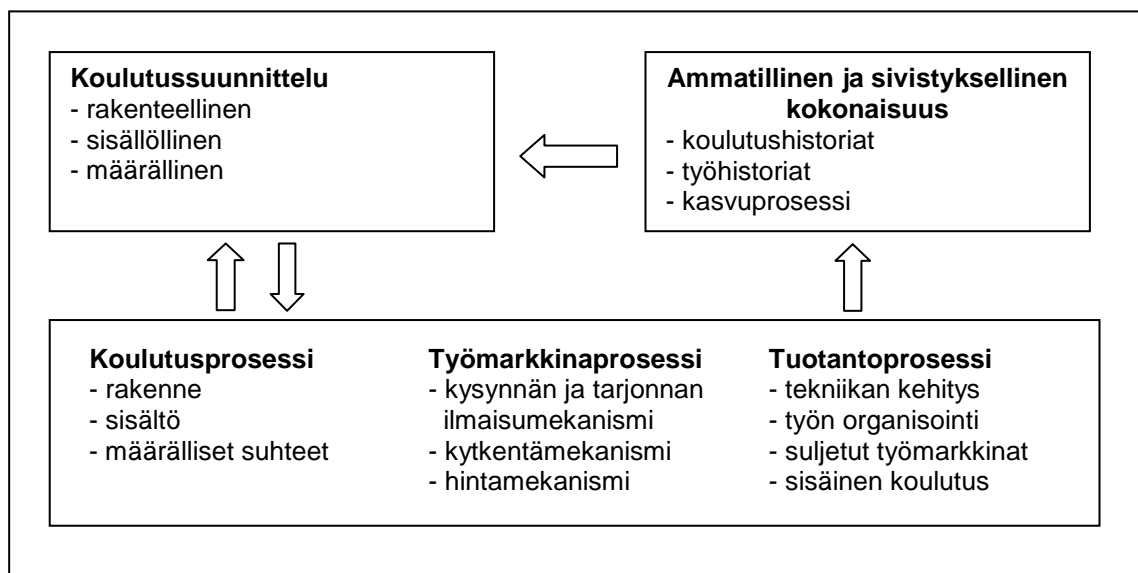 Koulutussuunnittelu
- rakenteellinen
- sisällöllinen
- määrällinen
Ammatillinen ja sivistyksellinen
kokonaisuus
- koulutushistoriat
- työhistoriat
- kasvuprosessi
Koulutusprosessi
- rakenne
- sisältö
- määrälliset suhteet
Työmarkkinaprosessi
- kysynnän ja tarjonnan
ilmaisumekanismi
- kytkentämekanismi
- hintamekanismi
Tuotantoprosessi
- tekniikan kehitys
- työn organisointi
- suljetut työmarkkinat
- sisäinen koulutus